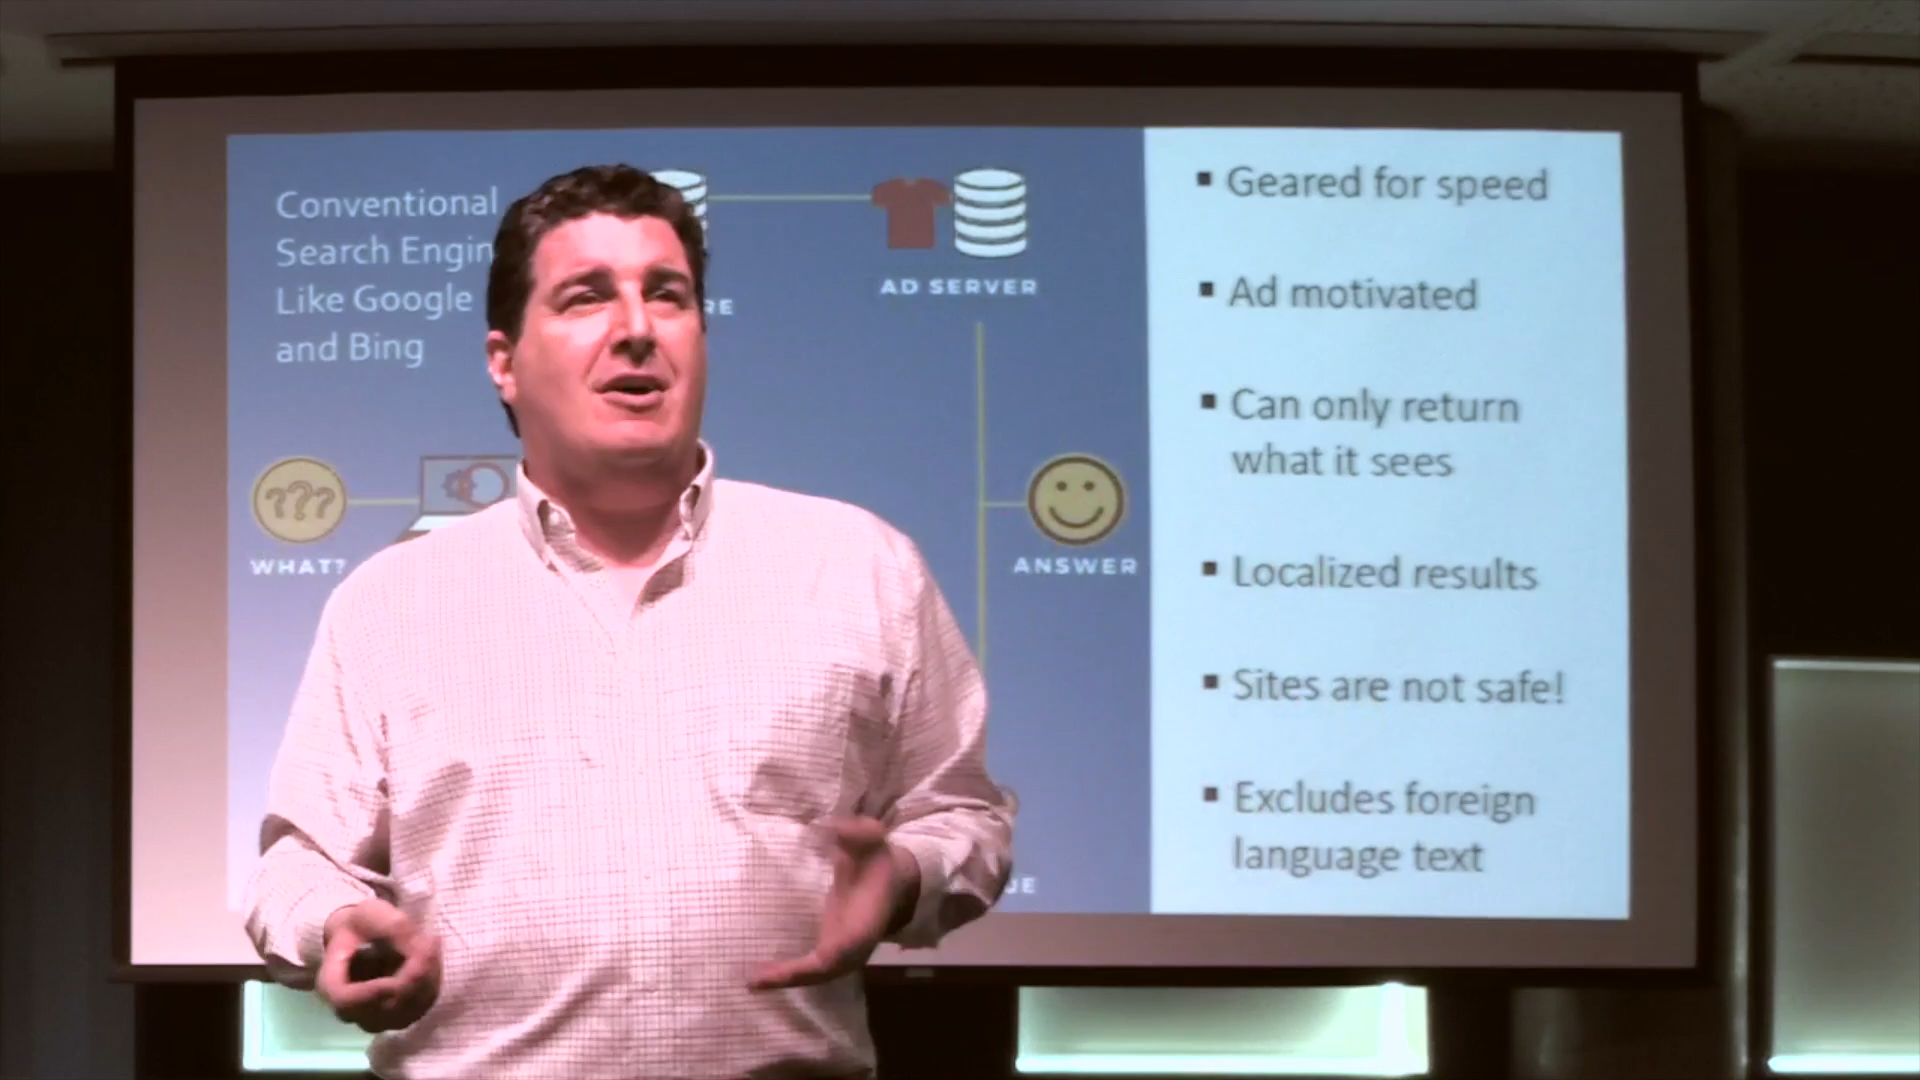 Conventional
Search Engin
Like Google
and Bing
AD SERVER
???
WHAT?
ANSWER
▪ Geared for speed
▪ Ad motivated
▪ Can only return
what it sees
▪ Localized results
▪ Sites are not safe!
▪ Excludes foreign
language text